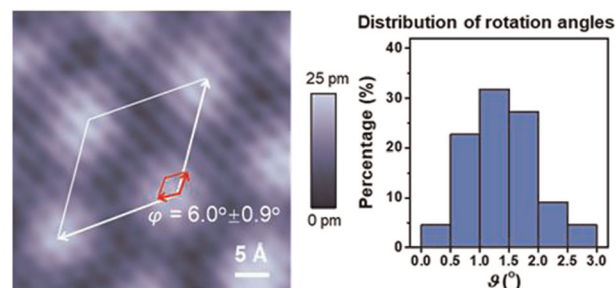 φ = 6.0°±0.9°
5 Å
25 pm
0 pm
Distribution of rotation angles
Percentage (%)
40
30
20
10
0
0.0 0.5 1.0 1.5 2.0 2.5 3.0
𝜗 (°)